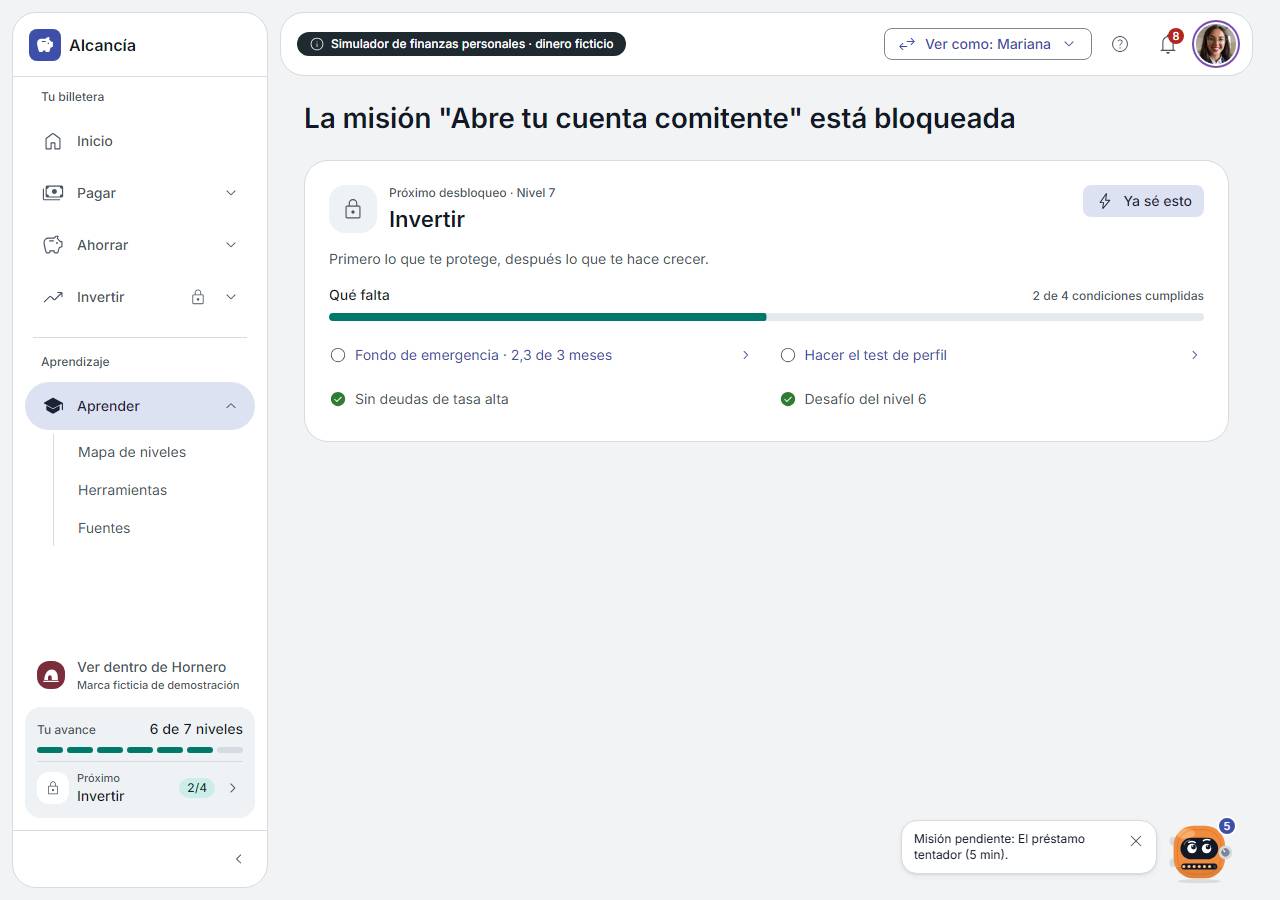 Alcancía
Simulador de finanzas personales · dinero ficticio
Ver como: Mariana
8
Tu billetera
Inicio
Pagar
Ahorrar
Invertir
Aprendizaje
Aprender
Mapa de niveles
Herramientas
Fuentes
Ver dentro de Hornero
Marca ficticia de demostración
Tu avance
6 de 7 niveles
Próximo
Invertir
2/4
La misión "Abre tu cuenta comitente" está bloqueada
Próximo desbloqueo · Nivel 7
Invertir
Ya sé esto
Primero lo que te protege, después lo que te hace crecer.
Qué falta
2 de 4 condiciones cumplidas
Fondo de emergencia · 2,3 de 3 meses
Hacer el test de perfil
Sin deudas de tasa alta
Desafío del nivel 6
Misión pendiente: El préstamo
tentador (5 min).
5